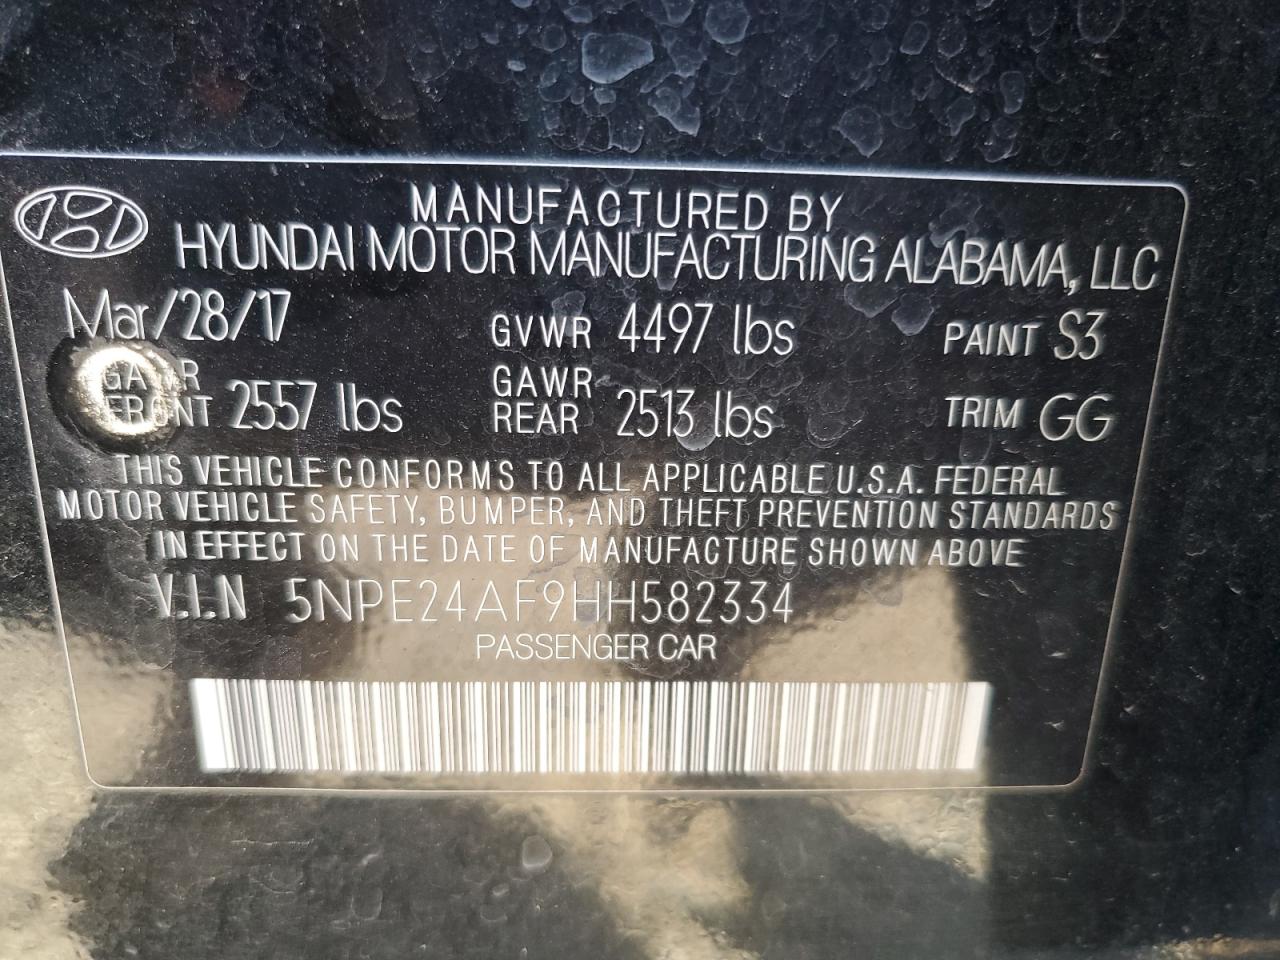 MANUFACTURED BY
HYUNDAI MOTOR MANUFACTURING ALABAMA, LLC
Mar/28/17 GVWR 4497 lbs PAINT S3
GAWR FRONT 2557 lbs GAWR REAR 2513 lbs TRIM GG
THIS VEHICLE CONFORMS TO ALL APPLICABLE U.S.A. FEDERAL
MOTOR VEHICLE SAFETY, BUMPER, AND THEFT PREVENTION STANDARDS
IN EFFECT ON THE DATE OF MANUFACTURE SHOWN ABOVE
V.I.N 5NPE24AF9HH582334
PASSENGER CAR